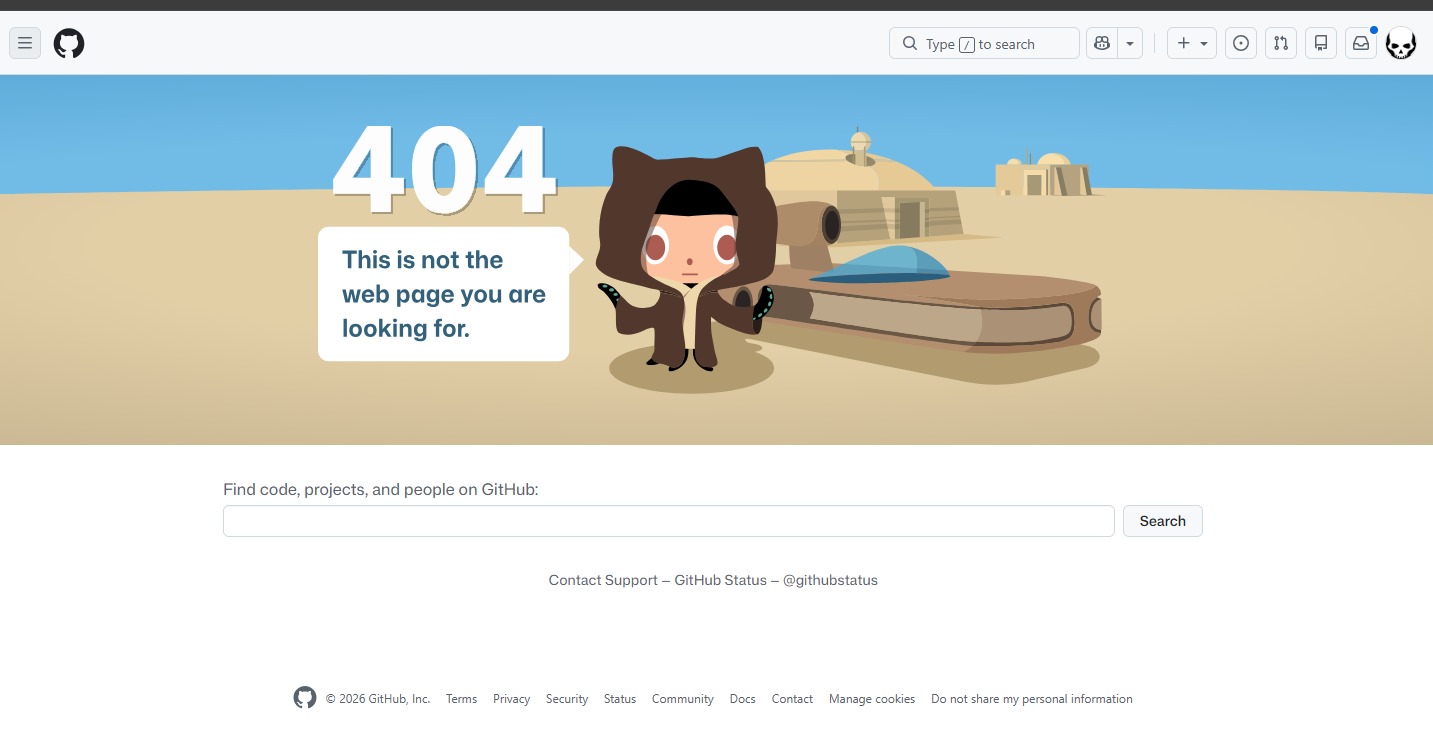 Type / to search
404
This is not the
web page you are
looking for.
Find code, projects, and people on GitHub:
Search
Contact Support — GitHub Status — @githubstatus
© 2026 GitHub, Inc. Terms Privacy Security Status Community Docs Contact Manage cookies Do not share my personal information